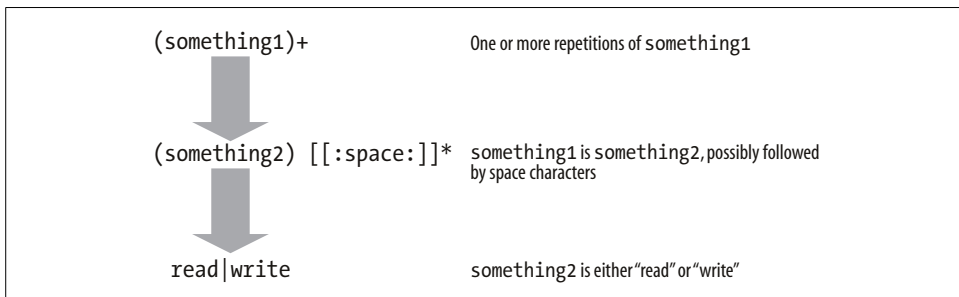 (something1)+ One or more repetitions of something1
(something2) [[:space:]]* something1 is something2, possibly followed
by space characters
read|write something2 is either “read” or “write”